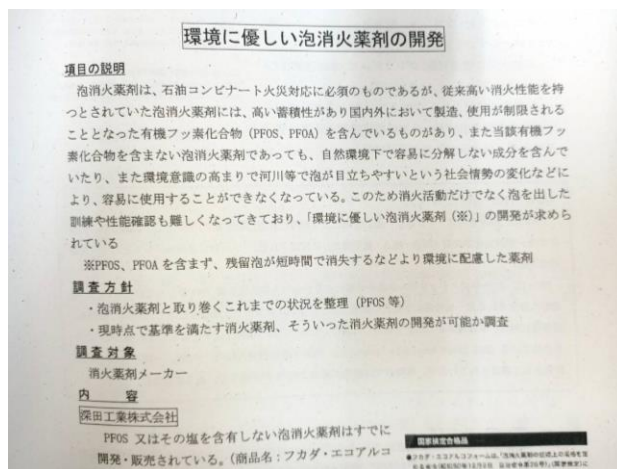 環境に優しい泡消火薬剤の開発
項目の説明
泡消火薬剤は、石油コンビナート火災対応に必須のものであるが、従来高い消火性能を持
つとされていた泡消火薬剤には、高い蓄積性があり国内外において製造、使用が制限される
こととなった有機フッ素化合物(PFOS、PFOA)を含んでいるものがあり、また当該有機フッ
素化合物を含まない泡消火薬剤であっても、自然環境下で容易に分解しない成分を含んで
いたり、また環境意識の高まりで河川等で泡が目立ちやすいという社会情勢の変化などに
より、容易に使用することができなくなっている。このため消火活動だけでなく泡を出した
訓練や性能確認も難しくなってきており、「環境に優しい泡消火薬剤(※)」の開発が求めら
れている
※PFOS、PFOAを含まず、残留泡が短時間で消失するなどより環境に配慮した薬剤
調査方針
・泡消火薬剤と取り巻くこれまでの状況を整理(PFOS等)
・現時点で基準を満たす消火薬剤、そういった消火薬剤の開発が可能か調査
調査対象
消火薬剤メーカー
内 容
深田工業株式会社
PFOS又はその塩を含有しない泡消火薬剤はすでに
開発・販売されている。(商品名:フカダ・エコアルコ
国家検定合格品
●フカダ・エコアルコフォームは、